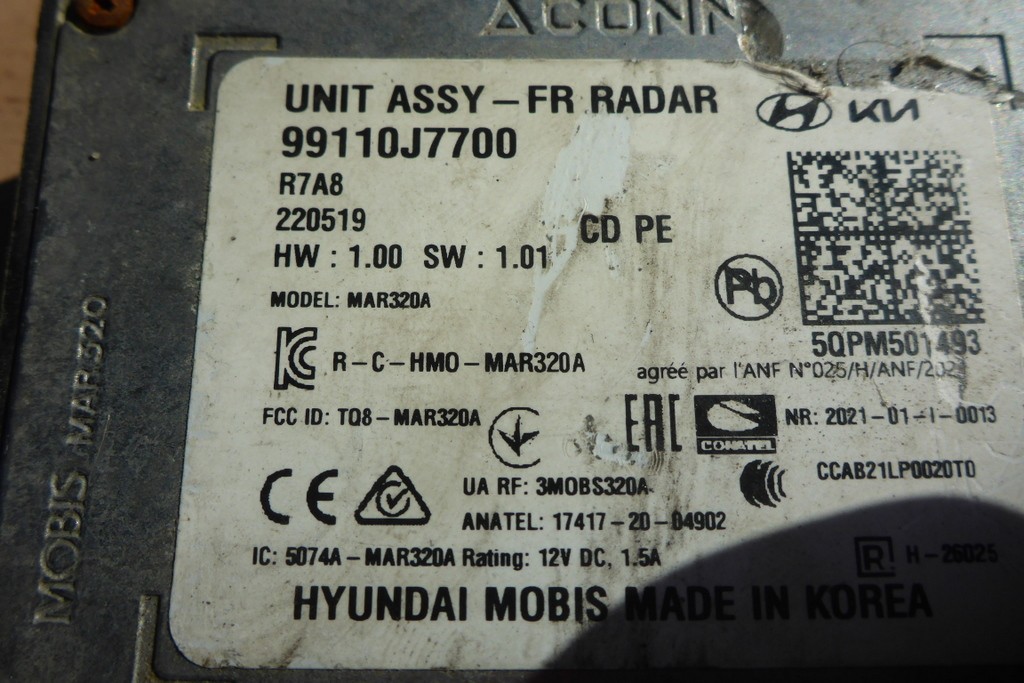 ACONN
UNIT ASSY-FR RADAR
KIA
99110J7700
R7A8
220519
CD PE
HW : 1.00 SW : 1.01
Pb
MODEL: MAR320A
5QPM501493
R-C-HMO-MAR320A
agréé par l'ANF N°025/H/ANF/202
FCC ID: TQ8-MAR320A
EAC
CONATEL
NR: 2021-01-I-0013
CE
UA RF: 3MOBS320A
CCAB21LP0020T0
ANATEL: 17417-20-04902
IC: 5074A-MAR320A Rating: 12V DC, 1.5A
R H-26025
HYUNDAI MOBIS MADE IN KOREA
MOBIS MAR320